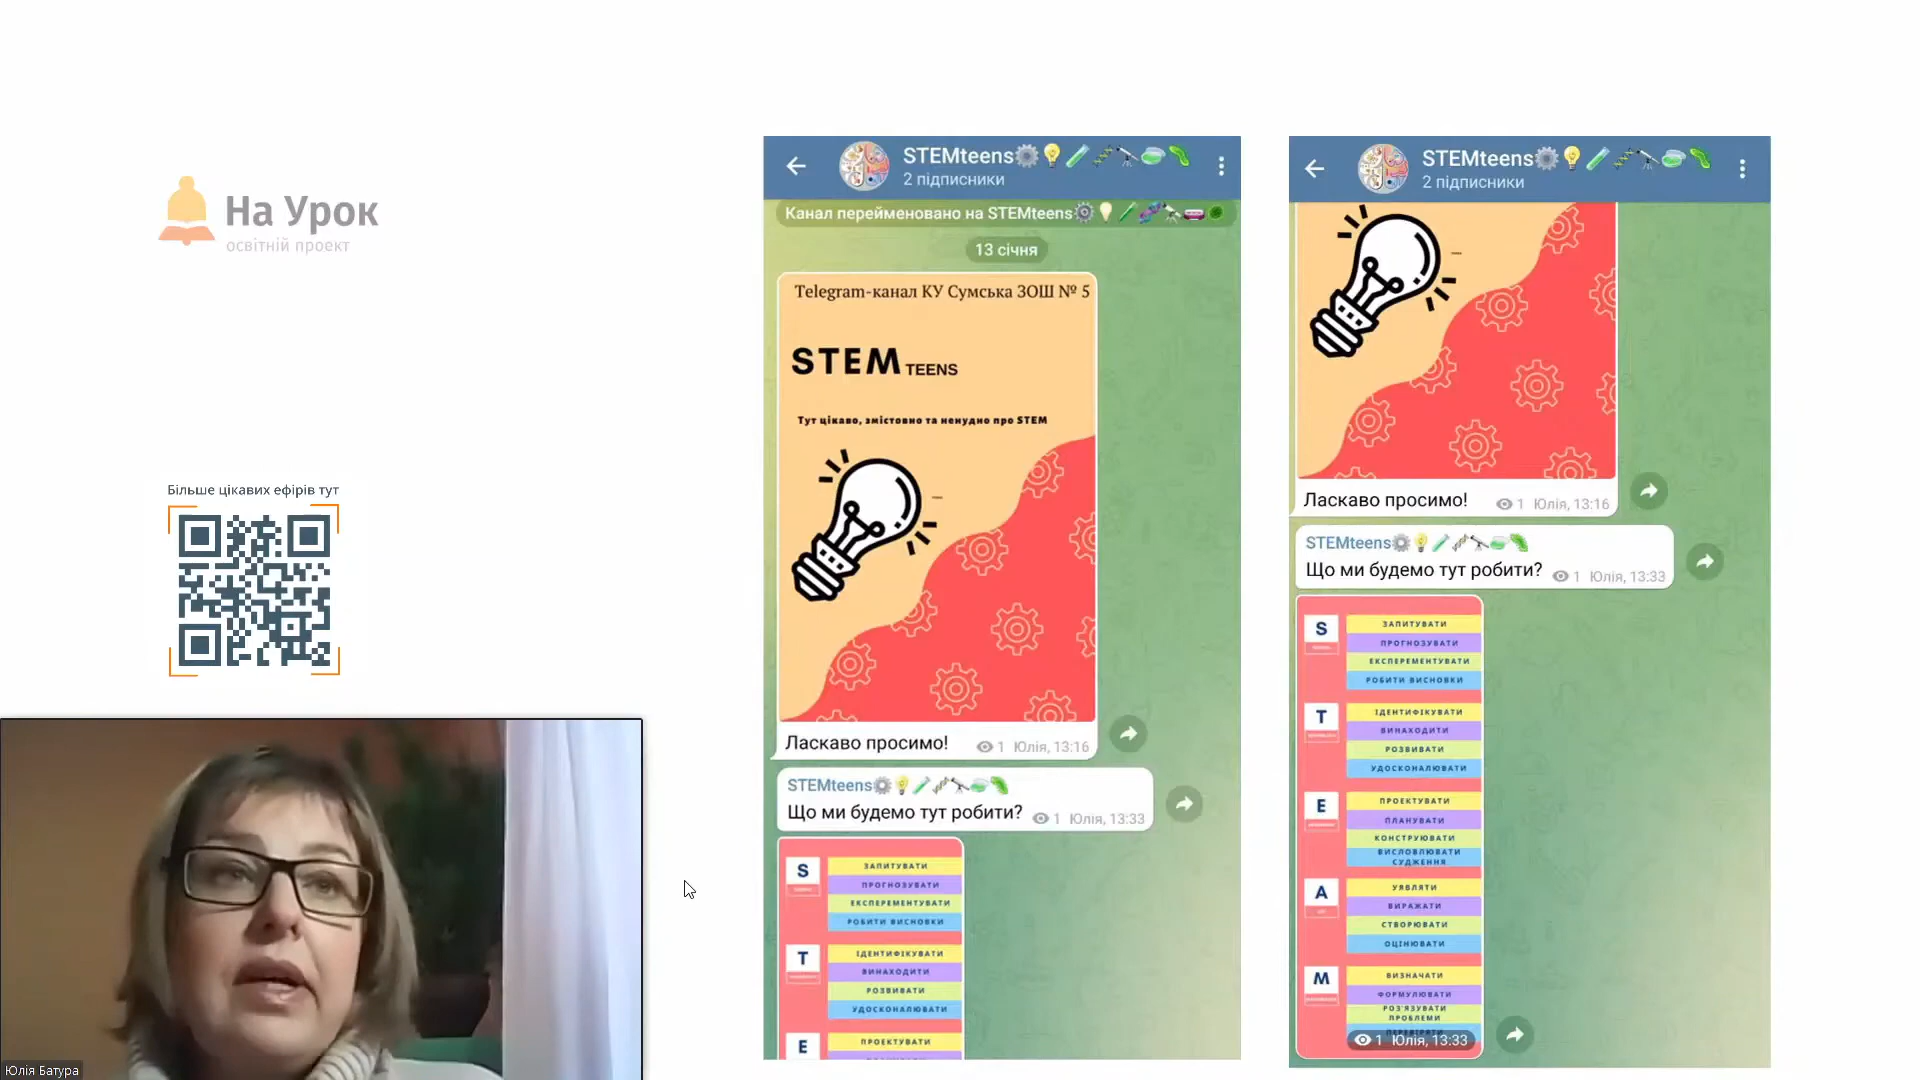 На Урок
освітній проект
Більше цікавих ефірів тут
Юлія Батура
STEMteens
2 підписники
Канал перейменовано на STEMteens
13 січня
Telegram-канал КУ Сумська ЗОШ № 5
STEM TEENS
Тут цікаво, змістовно та ненудно про STEM
Ласкаво просимо!
1 Юлія, 13:16
STEMteens
Що ми будемо тут робити?
1 Юлія, 13:33
S
ЗАПИТУВАТИ
ПРОГНОЗУВАТИ
ЕКСПЕРЕМЕНТУВАТИ
РОБИТИ ВИСНОВКИ
T
ІДЕНТИФІКУВАТИ
ВИНАХОДИТИ
РОЗВИВАТИ
УДОСКОНАЛЮВАТИ
E
ПРОЕКТУВАТИ
STEMteens
2 підписники
Ласкаво просимо!
1 Юлія, 13:16
STEMteens
Що ми будемо тут робити?
1 Юлія, 13:33
S
ЗАПИТУВАТИ
ПРОГНОЗУВАТИ
ЕКСПЕРЕМЕНТУВАТИ
РОБИТИ ВИСНОВКИ
T
ІДЕНТИФІКУВАТИ
ВИНАХОДИТИ
РОЗВИВАТИ
УДОСКОНАЛЮВАТИ
E
ПРОЕКТУВАТИ
ПЛАНУВАТИ
КОНСТРУЮВАТИ
ВИСЛОВЛЮВАТИ
СУДЖЕННЯ
A
УЯВЛЯТИ
ВИРАЖАТИ
СТВОРЮВАТИ
ОЦІНЮВАТИ
M
ВИЗНАЧАТИ
ФОРМУЛЮВАТИ
РОЗ'ЯЗУВАТИ
ПРОБЛЕМИ
1 Юлія, 13:33